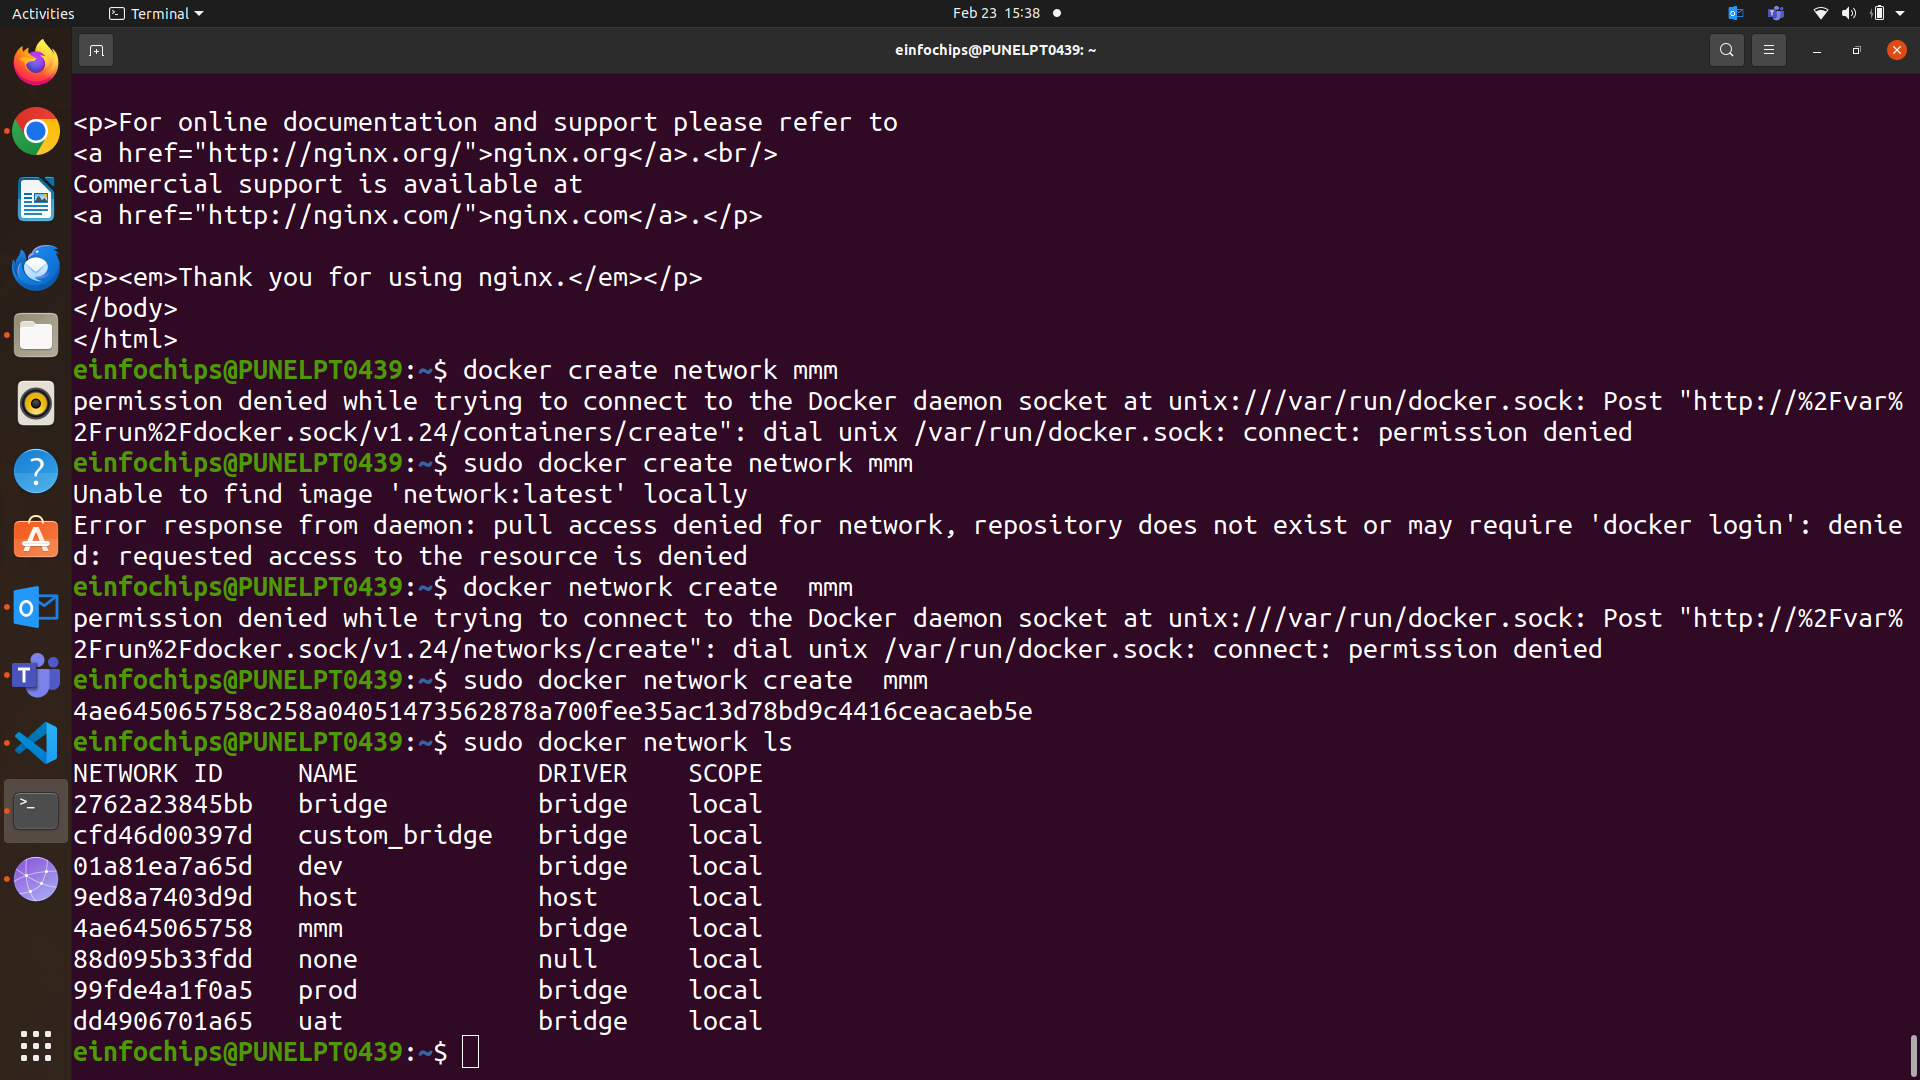 Activities
Terminal
Feb 23 15:38
einfochips@PUNELPT0439: ~
<p>For online documentation and support please refer to
<a href="http://nginx.org/">nginx.org</a>.<br/>
Commercial support is available at
<a href="http://nginx.com/">nginx.com</a>.</p>
<p><em>Thank you for using nginx.</em></p>
</body>
</html>
einfochips@PUNELPT0439:~$ docker create network mmm
permission denied while trying to connect to the Docker daemon socket at unix:///var/run/docker.sock: Post "http://%2Fvar%
2Frun%2Fdocker.sock/v1.24/containers/create": dial unix /var/run/docker.sock: connect: permission denied
einfochips@PUNELPT0439:~$ sudo docker create network mmm
Unable to find image 'network:latest' locally
Error response from daemon: pull access denied for network, repository does not exist or may require 'docker login': denie
d: requested access to the resource is denied
einfochips@PUNELPT0439:~$ docker network create  mmm
permission denied while trying to connect to the Docker daemon socket at unix:///var/run/docker.sock: Post "http://%2Fvar%
2Frun%2Fdocker.sock/v1.24/networks/create": dial unix /var/run/docker.sock: connect: permission denied
einfochips@PUNELPT0439:~$ sudo docker network create  mmm
4ae645065758c258a04051473562878a700fee35ac13d78bd9c4416ceacaeb5e
einfochips@PUNELPT0439:~$ sudo docker network ls
NETWORK ID     NAME            DRIVER    SCOPE
2762a23845bb   bridge          bridge    local
cfd46d00397d   custom_bridge   bridge    local
01a81ea7a65d   dev             bridge    local
9ed8a7403d9d   host            host      local
4ae645065758   mmm             bridge    local
88d095b33fdd   none            null      local
99fde4a1f0a5   prod            bridge    local
dd4906701a65   uat             bridge    local
einfochips@PUNELPT0439:~$